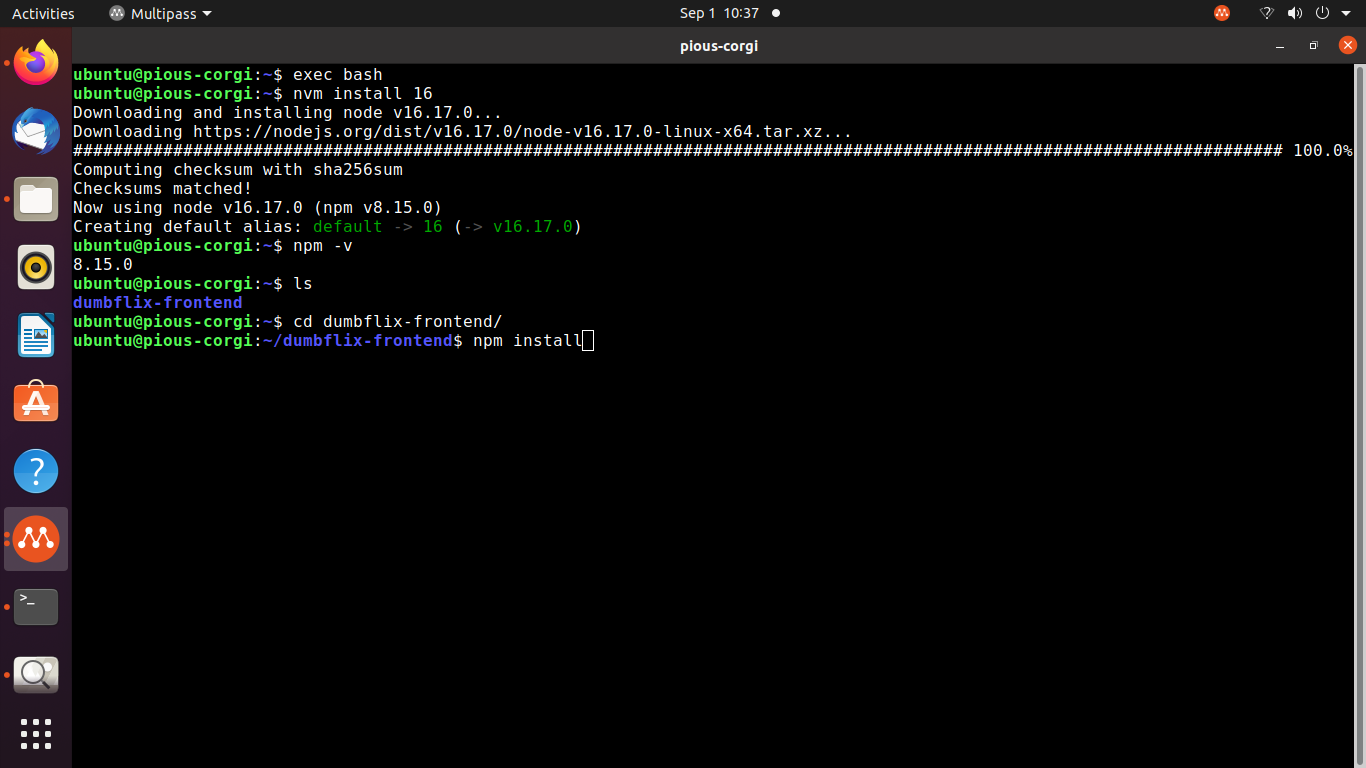 Activities Multipass Sep 1 10:37
pious-corgi
ubuntu@pious-corgi:~$ exec bash
ubuntu@pious-corgi:~$ nvm install 16
Downloading and installing node v16.17.0...
Downloading https://nodejs.org/dist/v16.17.0/node-v16.17.0-linux-x64.tar.xz...
######################################################################################################################### 100.0%
Computing checksum with sha256sum
Checksums matched!
Now using node v16.17.0 (npm v8.15.0)
Creating default alias: default -> 16 (-> v16.17.0)
ubuntu@pious-corgi:~$ npm -v
8.15.0
ubuntu@pious-corgi:~$ ls
dumbflix-frontend
ubuntu@pious-corgi:~$ cd dumbflix-frontend/
ubuntu@pious-corgi:~/dumbflix-frontend$ npm install